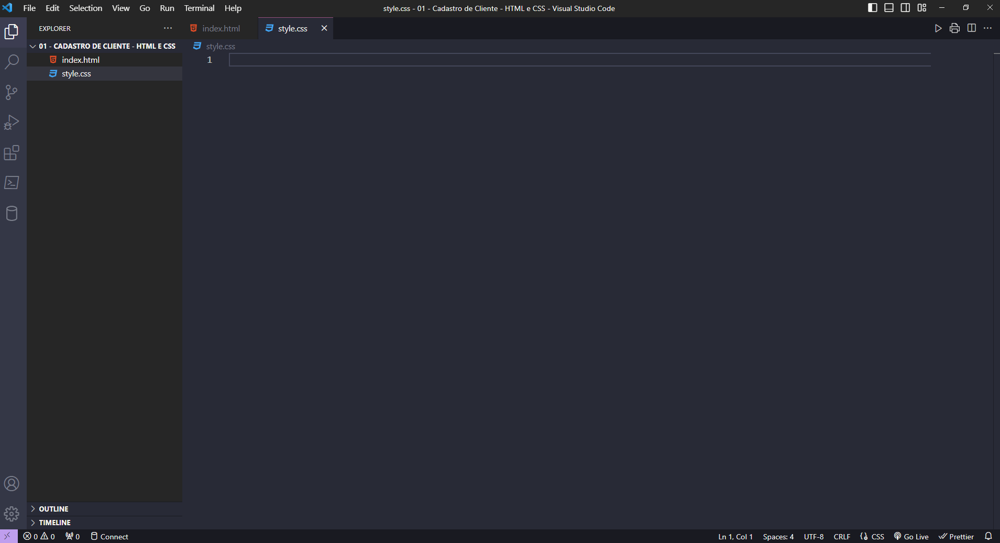 File Edit Selection View Go Run Terminal Help
style.css - 01 - Cadastro de Cliente - HTML e CSS - Visual Studio Code
EXPLORER
index.html
style.css
01 - CADASTRO DE CLIENTE - HTML E CSS
style.css
index.html
1
style.css
OUTLINE
TIMELINE
0 0 0 Connect
Ln 1, Col 1 Spaces: 4 UTF-8 CRLF CSS Go Live Prettier